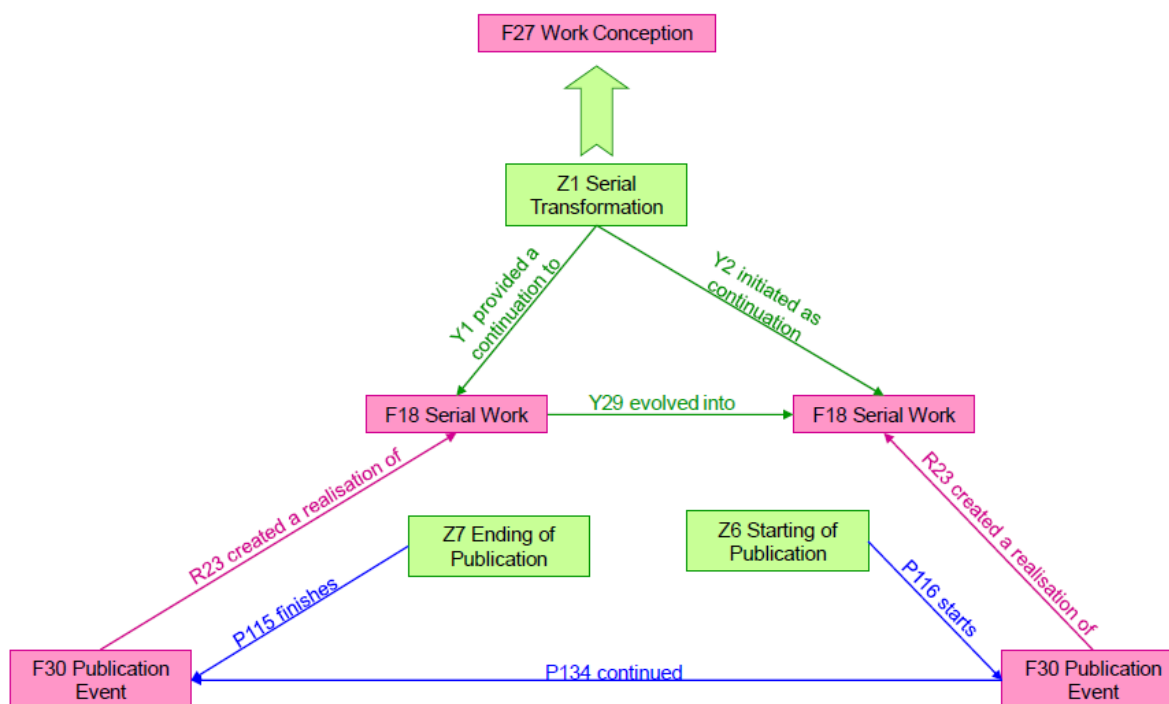 F27 Work Conception
Z1 Serial
Transformation
Y1 provided a
continuation to
Y2 initiated as
continuation
F18 Serial Work
Y29 evolved into
F18 Serial Work
R23 created a realisation of
Z7 Ending of
Publication
Z6 Starting of
Publication
R23 created a realisation of
P115 finishes
P116 starts
F30 Publication
Event
P134 continued
F30 Publication
Event